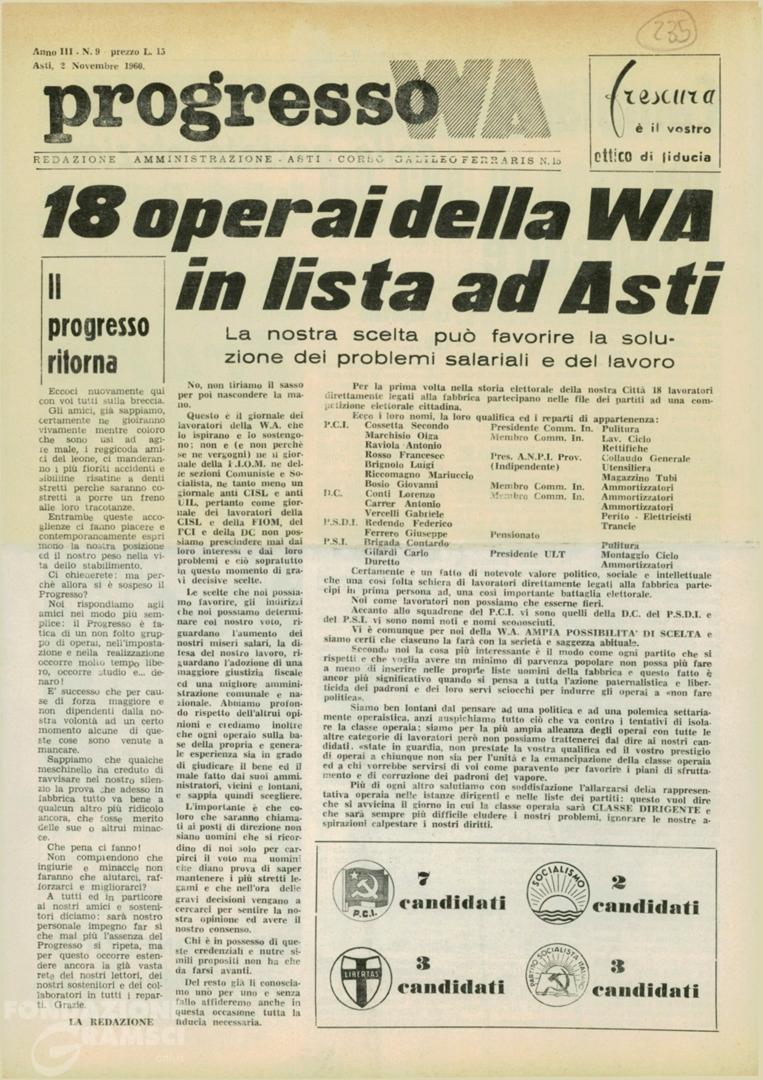 235
Anno III - N. 9 - prezzo L. 15
Asti, 2 Novembre 1960.
progresso WA
frescura
è il vostro
ottico di fiducia
REDAZIONE AMMINISTRAZIONE - ASTI - CORSO GALILEO FERRARIS N. 15
18 operai della WA
in lista ad Asti
La nostra scelta può favorire la solu-
zione dei problemi salariali e del lavoro
Il
progresso
ritorna
Eccoci nuovamente qui
con voi tutti sulla breccia.
Gli amici, già sappiamo,
certamente ne gioiranno
vivamente mentre coloro
che sono usi ad agi-
re male, i reggicoda ami-
ci del leone, ci manderan-
no i più fioriti accidenti e
sibiline risatine a denti
stretti perche saranno co-
stretti a porre un freno
alle loro tracotanze.
Entrambe queste acco-
glienze ci fanno piacere e
contemporancamente espri
mono la nostra posizione
ed il nostro peso nella vi-
ta dello stabilimento.
Ci chiederete: ma per-
chè allora si è sospeso il
Progresso?
Noi rispondiamo agli
amici nel modo più sem-
plice: il Progresso è fa-
tica di un non folto grup-
po di operai, nell'imposta-
zione e nella realizzazione
occorre molto tempo libe-
ro, occorre studio e... de-
naro!
E' successo che per cau-
se di forza maggiore e
non dipendenti dalla no-
stra volontà ad un certo
momento alcune di que-
ste cose sono venute a
mancare.
Sappiamo che qualche
meschinello ha creduto di
ravvisare nel nostro silen-
zio la prova che adesso in
fabbrica tutto va bene a
qualcun altro più ridicolo
ancora, che fosse merito
delle sue o altrui minac-
ce.
Che pena ci fanno!
Non comprendono che
ingiurie e minaccie non
faranno che aiutarci, raf-
forzarci e migliorarci?
A tutti ed in particore
ai nostri amici e sosteni-
tori diciamo: sarà nostro
personale impegno far si
che mai più l'assenza del
Progresso si ripeta, ma
per questo occorre esten-
dere ancora la già vasta
rete dei nostri lettori, dei
nostri sostenitori e dei col-
laboratori in tutti i repar-
ti. Grazie.
LA REDAZIONE
No, non tiriamo il sasso
per poi nascondere la ma-
no.
Questo è il giornale dei
lavoratori della W.A. che
lo ispirano e lo sostengo-
no; non e (e non perchè
se ne vergogni) ne il gior-
nale della F.I.O.M. ne del-
le sezioni Comuniste e So-
cialista, ne tanto meno un
giornale anti CISL e anti
UIL, pertanto come gior-
nale dei lavoratori della
CISL e della FIOM, del
PCI e della DC non pos-
siamo prescindere mai dai
loro interessi e dai loro
problemi e ciò sopratutto
in questo momento di gra-
vi decisive scelte.
Le scelte che noi possia-
mo favorire, gli indirizzi
che noi possiamo determi-
nare col nostro voto, ri-
guardano l'aumento dei
nostri miseri salari, la di-
fesa del nostro lavoro, ri-
guardano l'adozione di una
maggiore giustizia fiscale
ed una migliore ammini-
strazione comunale e na-
zionale. Abbiamo profon-
do rispetto dell'altrui opi-
nioni e crediamo inoltre
che ogni operaio sulla ba-
se della propria e genera-
le esperienza sia in grado
di giudicare il bene ed il
male fatto dai suoi ammi-
nistratori, vicini e lontani,
e sappia quindi scegliere.
L'importante è che co-
loro che saranno chiama-
ti ai posti di direzione non
siano uomini che si ricor-
dino di noi solo per car-
pirci il voto ma uomini
che diano prova di saper
mantenere i più stretti le-
gami e che nell'ora delle
gravi decisioni vengano a
cercarci per sentire la no-
stra opinione ed avere il
nostro consenso.
Chi è in possesso di que-
ste credenziali e nutre si-
mili propositi non ha che
da farsi avanti.
Del resto già li conoscia-
mo uno per uno e senza
fallo affideremo anche in
questa occasione tutta la
fiducia necessaria.
Per la prima volta nella storia elettorale della nostra Città 18 lavoratori
direttamente legati alla fabbrica partecipano nelle file dei partiti ad una com-
petizione elettorale cittadina.
Ecco i loro nomi, la loro qualifica ed i reparti di appartenenza:
P.C.I. Cossetta Secondo Presidente Comm. In. Pulitura
Marchisio Olga Membro Comm. In. Lav. Ciclo
Raviola Antonio Rettifiche
Rosso Francesc Pres. A.N.P.I. Prov. Collaudo Generale
Brignolo Luigi (Indipendente) Utensiliera
Riccomagno Mariuccio Magazzino Tubi
Bosio Giovanni Membro Comm. In. Ammortizzatori
D.C. Conti Lorenzo Membro Comm. In. Ammortizzatori
Carrer Antonio Ammortizzatori
Vercelli Gabriele Perito - Elettricisti
P.S.D.I. Redendo Federico Trancie
Ferrero Giuseppe Pensionato
P.S.I. Brigada Contardo Pulitura
Gilardi Carlo Presidente ULT Montaggio Ciclo
Duretto Ammortizzatori
Certamente è un fatto di notevole valore politico, sociale e intellettuale
che una così folta schiera di lavoratori direttamente legati alla fabbrica parte-
cipi in prima persona ad, una così importante battaglia elettorale.
Noi come lavoratori non possiamo che esserne fieri.
Accanto allo squadrone del P.C.I. vi sono quelli della D.C. del P.S.D.I. e
del P.S.I. vi sono nomi noti e nomi sconosciuti.
Vi è comunque per noi della W.A. AMPIA POSSIBILITA' DI SCELTA e
siamo certi che ciascuno la farà con la serietà e saggezza abituale.
Secondo noi la cosa più interessante è il modo come ogni partito che si
rispetti e che voglia avere un minimo di parvenza popolare non possa più fare
a meno di inserire nelle proprie liste uomini della fabbrica e questo fatto è
ancor più significativo quando si pensa a tutta l'azione paternalistica e liber-
ticida dei padroni e dei loro servi sciocchi per indurre gli operai a «non fare
politica».
Siamo ben lontani dal pensare ad una politica ed a una polemica settaria-
mente operaistica, anzi auspichiamo tutto ciò che va contro i tentativi di isola-
re la classe operaia; siamo per la più ampia alleanza degli operai con tutte le
altre categorie di lavoratori però non possiamo trattenerci dal dire ai nostri can-
didati. «state in guardia, non prestate la vostra qualifica ed il vostro prestigio
di operai a chiunque non sia per l'unità e la emancipazione della classe operaia
ed a chi vorrebbe servirsi di voi come paravento per favorire i piani di sfrutta-
mento e di corruzione dei padroni del vapore.
Più di ogni altro salutiamo con soddisfazione l'allargarsi della rappresen-
tativa operaia nelle istanze dirigenti e nelle liste dei partiti: questo vuol dire
che si avvicina il giorno in cui la classe operaia sarà CLASSE DIRIGENTE e
che sarà sempre più difficile eludere i nostri problemi, ignorare le nostre a-
spirazioni calpestare i nostri diritti.
P.C.I.
7
candidati
SOCIALISMO
2
candidati
LIBERTAS
3
candidati
PARTITO SOCIALISTA ITALIANO
3
candidati
FONDAZIONE
GRAMSCI